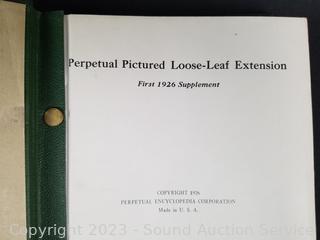 Perpetual Pictured Loose-Leaf Extension
First 1926 Supplement
COPYRIGHT 1926
PERPETUAL ENCYCLOPEDIA CORPORATION
Made in U. S. A.
Copyright 2023 - Sound Auction Service